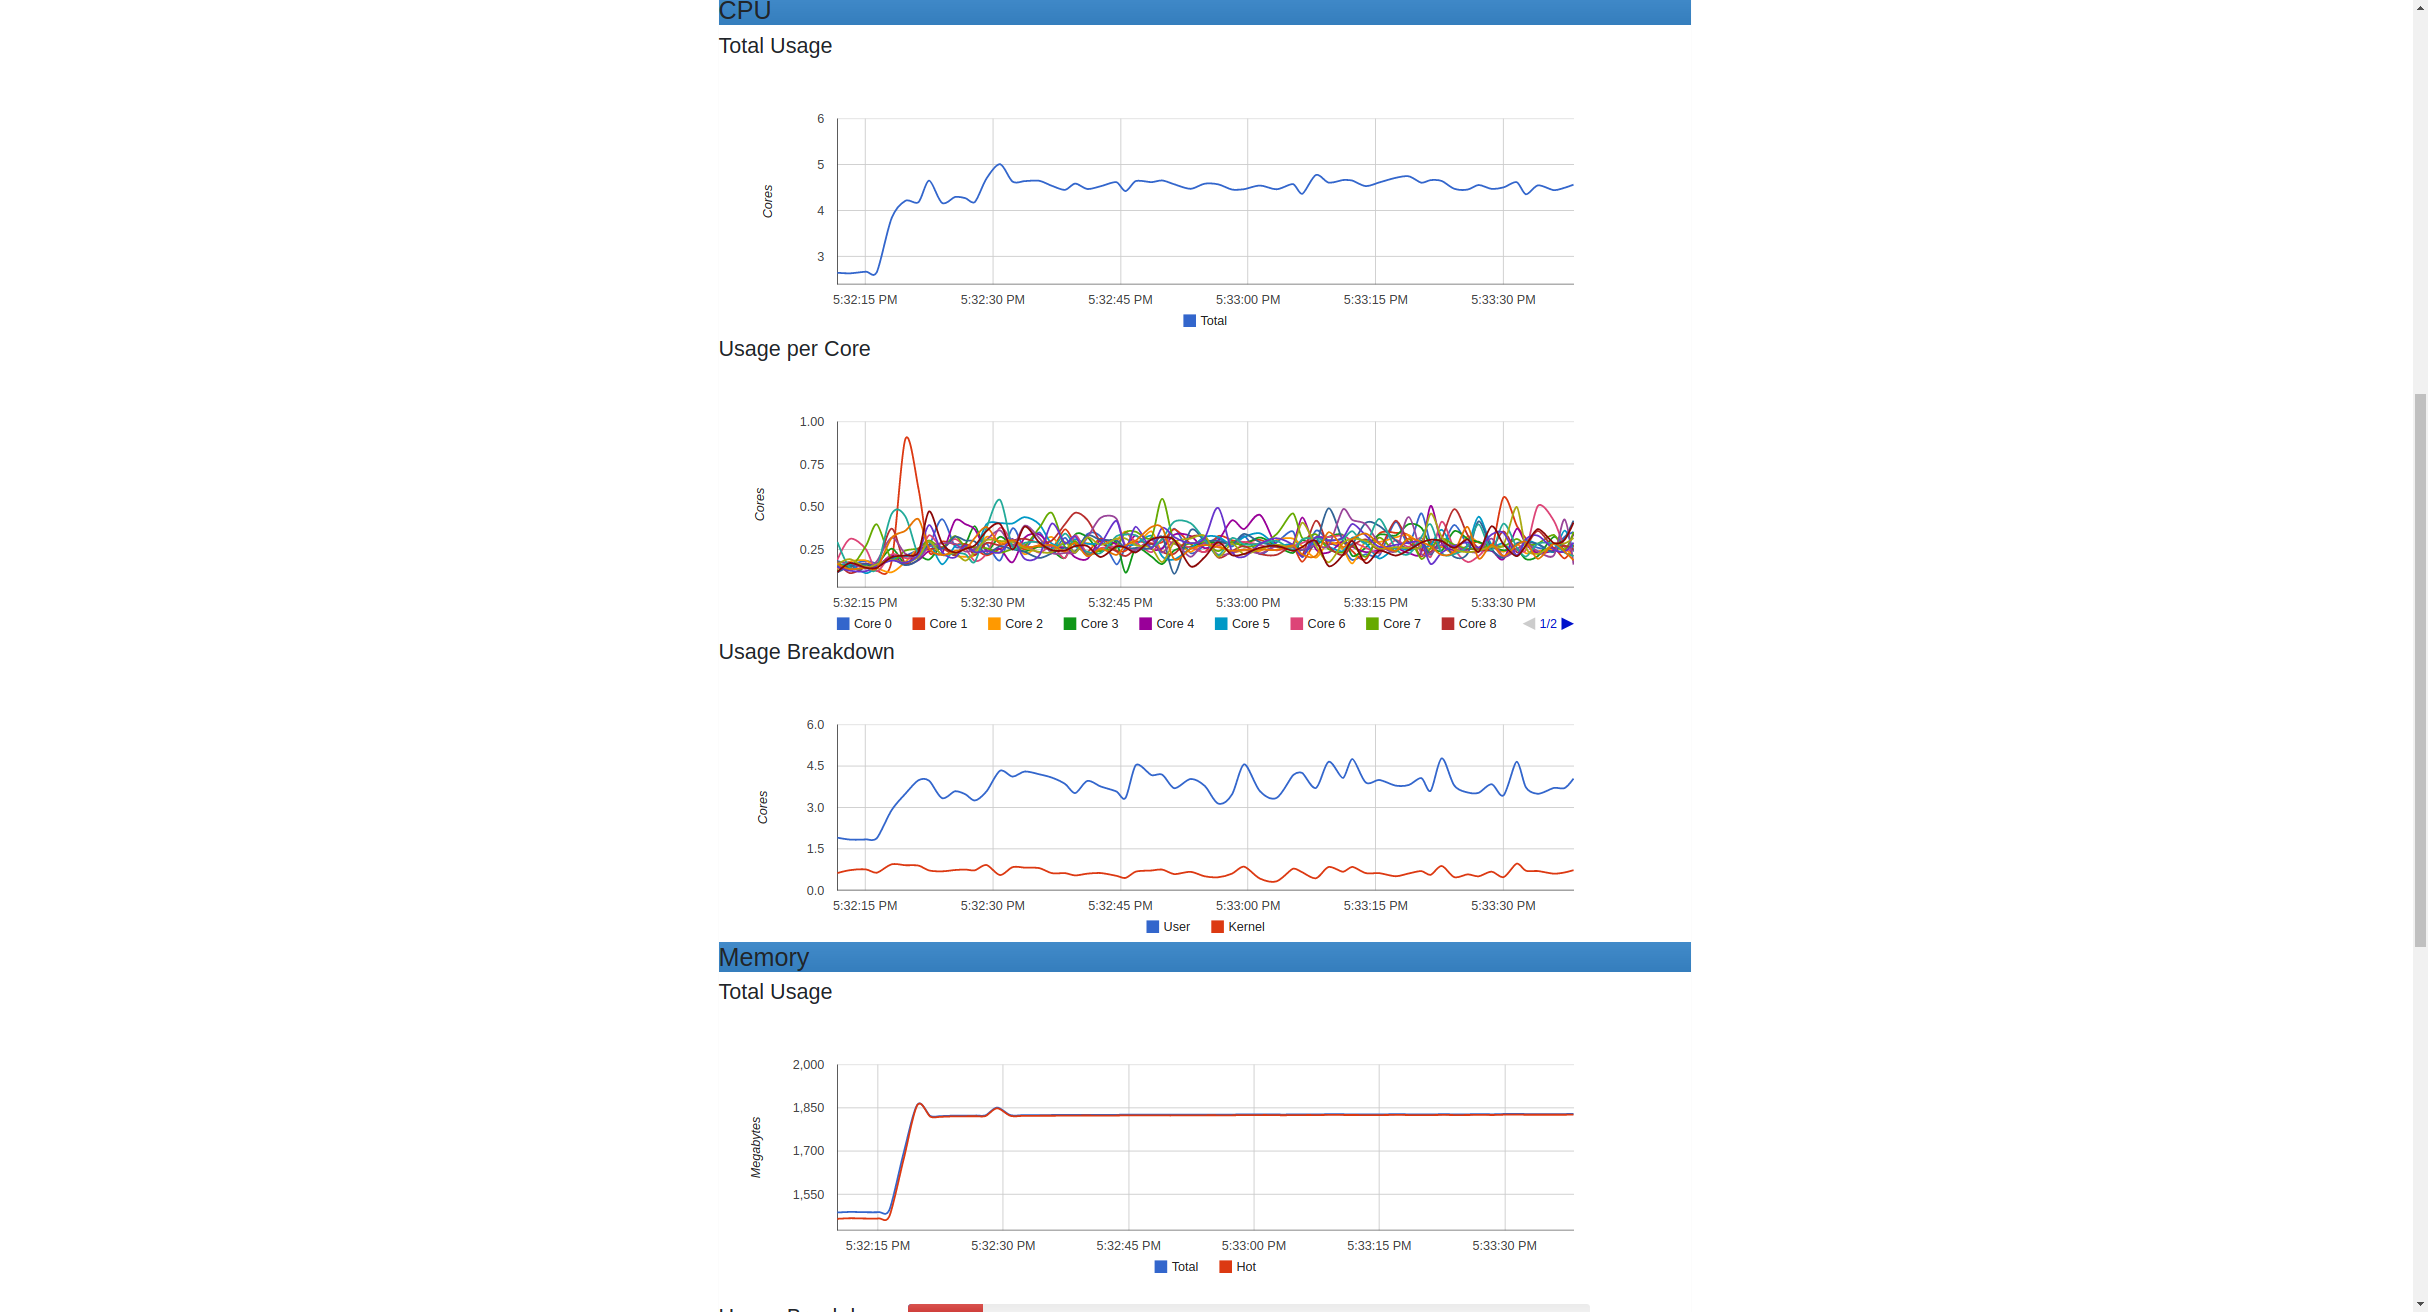 CPU
Total Usage
6
5
4
3
Cores
5:32:15 PM 5:32:30 PM 5:32:45 PM 5:33:00 PM 5:33:15 PM 5:33:30 PM
Total
Usage per Core
1.00
0.75
0.50
0.25
Cores
5:32:15 PM 5:32:30 PM 5:32:45 PM 5:33:00 PM 5:33:15 PM 5:33:30 PM
Core 0 Core 1 Core 2 Core 3 Core 4 Core 5 Core 6 Core 7 Core 8 1/2
Usage Breakdown
6.0
4.5
3.0
1.5
0.0
Cores
5:32:15 PM 5:32:30 PM 5:32:45 PM 5:33:00 PM 5:33:15 PM 5:33:30 PM
User Kernel
Memory
Total Usage
2,000
1,850
1,700
1,550
Megabytes
5:32:15 PM 5:32:30 PM 5:32:45 PM 5:33:00 PM 5:33:15 PM 5:33:30 PM
Total Hot